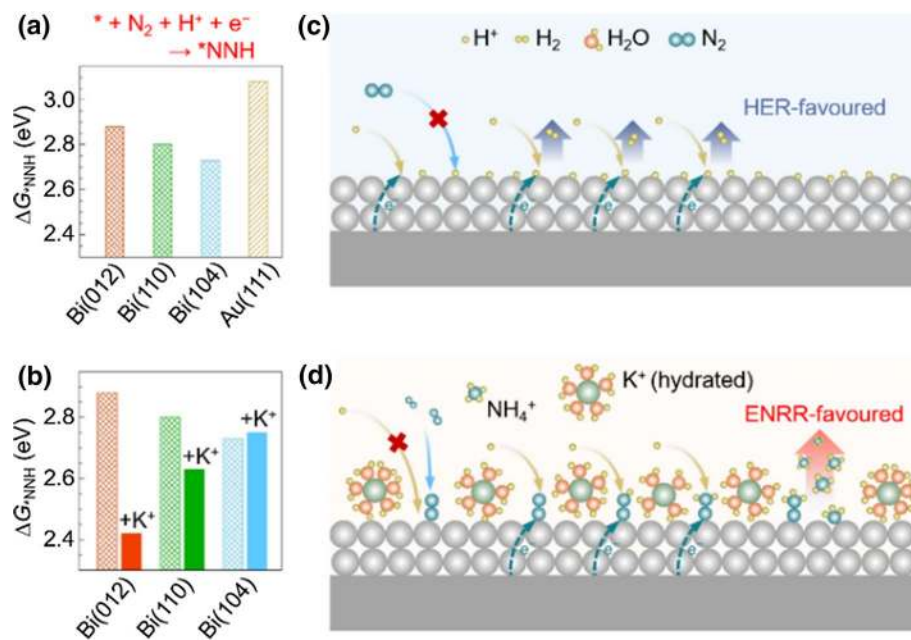 (a)
* + N₂ + H⁺ + e⁻
→ *NNH
ΔG*NNH (eV)
3.0
2.8
2.6
2.4
Bi(012)
Bi(110)
Bi(104)
Au(111)
(c)
H⁺
H₂
H₂O
N₂
HER-favoured
e⁻
e⁻
e⁻
e⁻
(b)
ΔG*NNH (eV)
2.8
2.6
2.4
+K⁺
+K⁺
+K⁺
Bi(012)
Bi(110)
Bi(104)
(d)
NH₄⁺
K⁺ (hydrated)
ENRR-favoured
e⁻
e⁻
e⁻